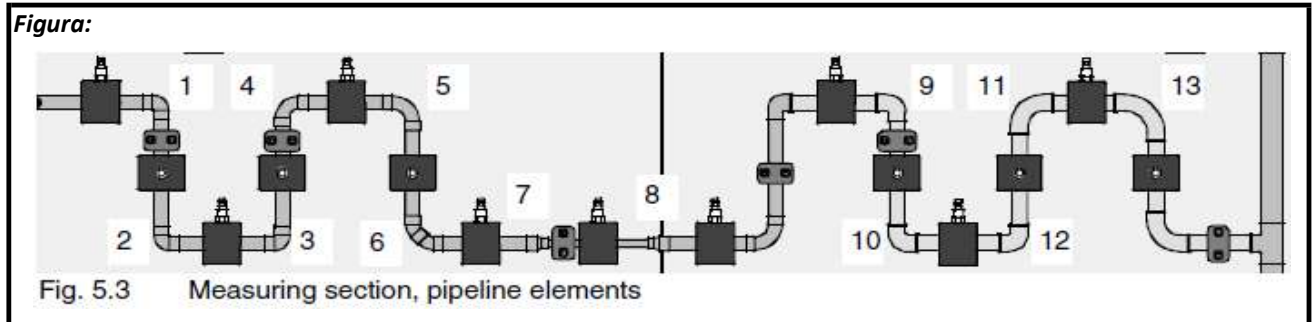 Figura:
1 4 5 9 11 13
2 3 6 7 8 10 12
Fig. 5.3 Measuring section, pipeline elements